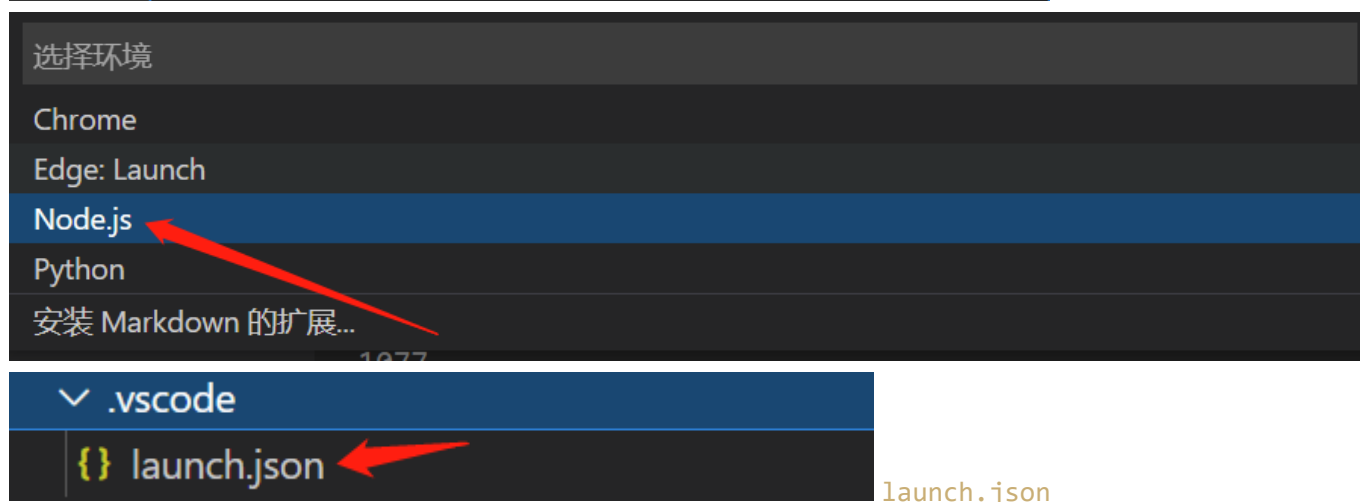 选择环境
Chrome
Edge: Launch
Node.js
Python
安装 Markdown 的扩展...
1077
.vscode
{} launch.json
launch.json